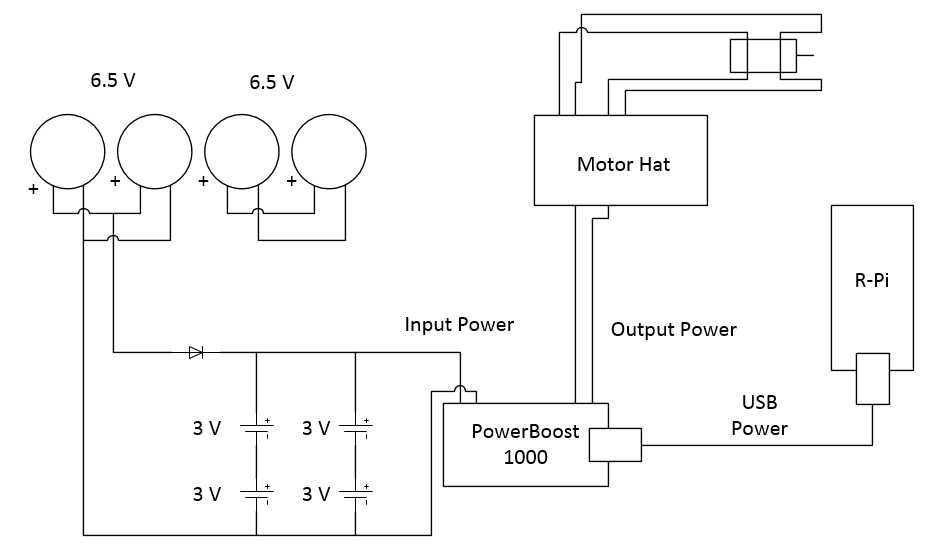 6.5 V
6.5 V
+
+
+
+
Motor Hat
R-Pi
Input Power
Output Power
USB
Power
PowerBoost
1000
3 V
+
-
3 V
+
-
3 V
+
-
3 V
+
-